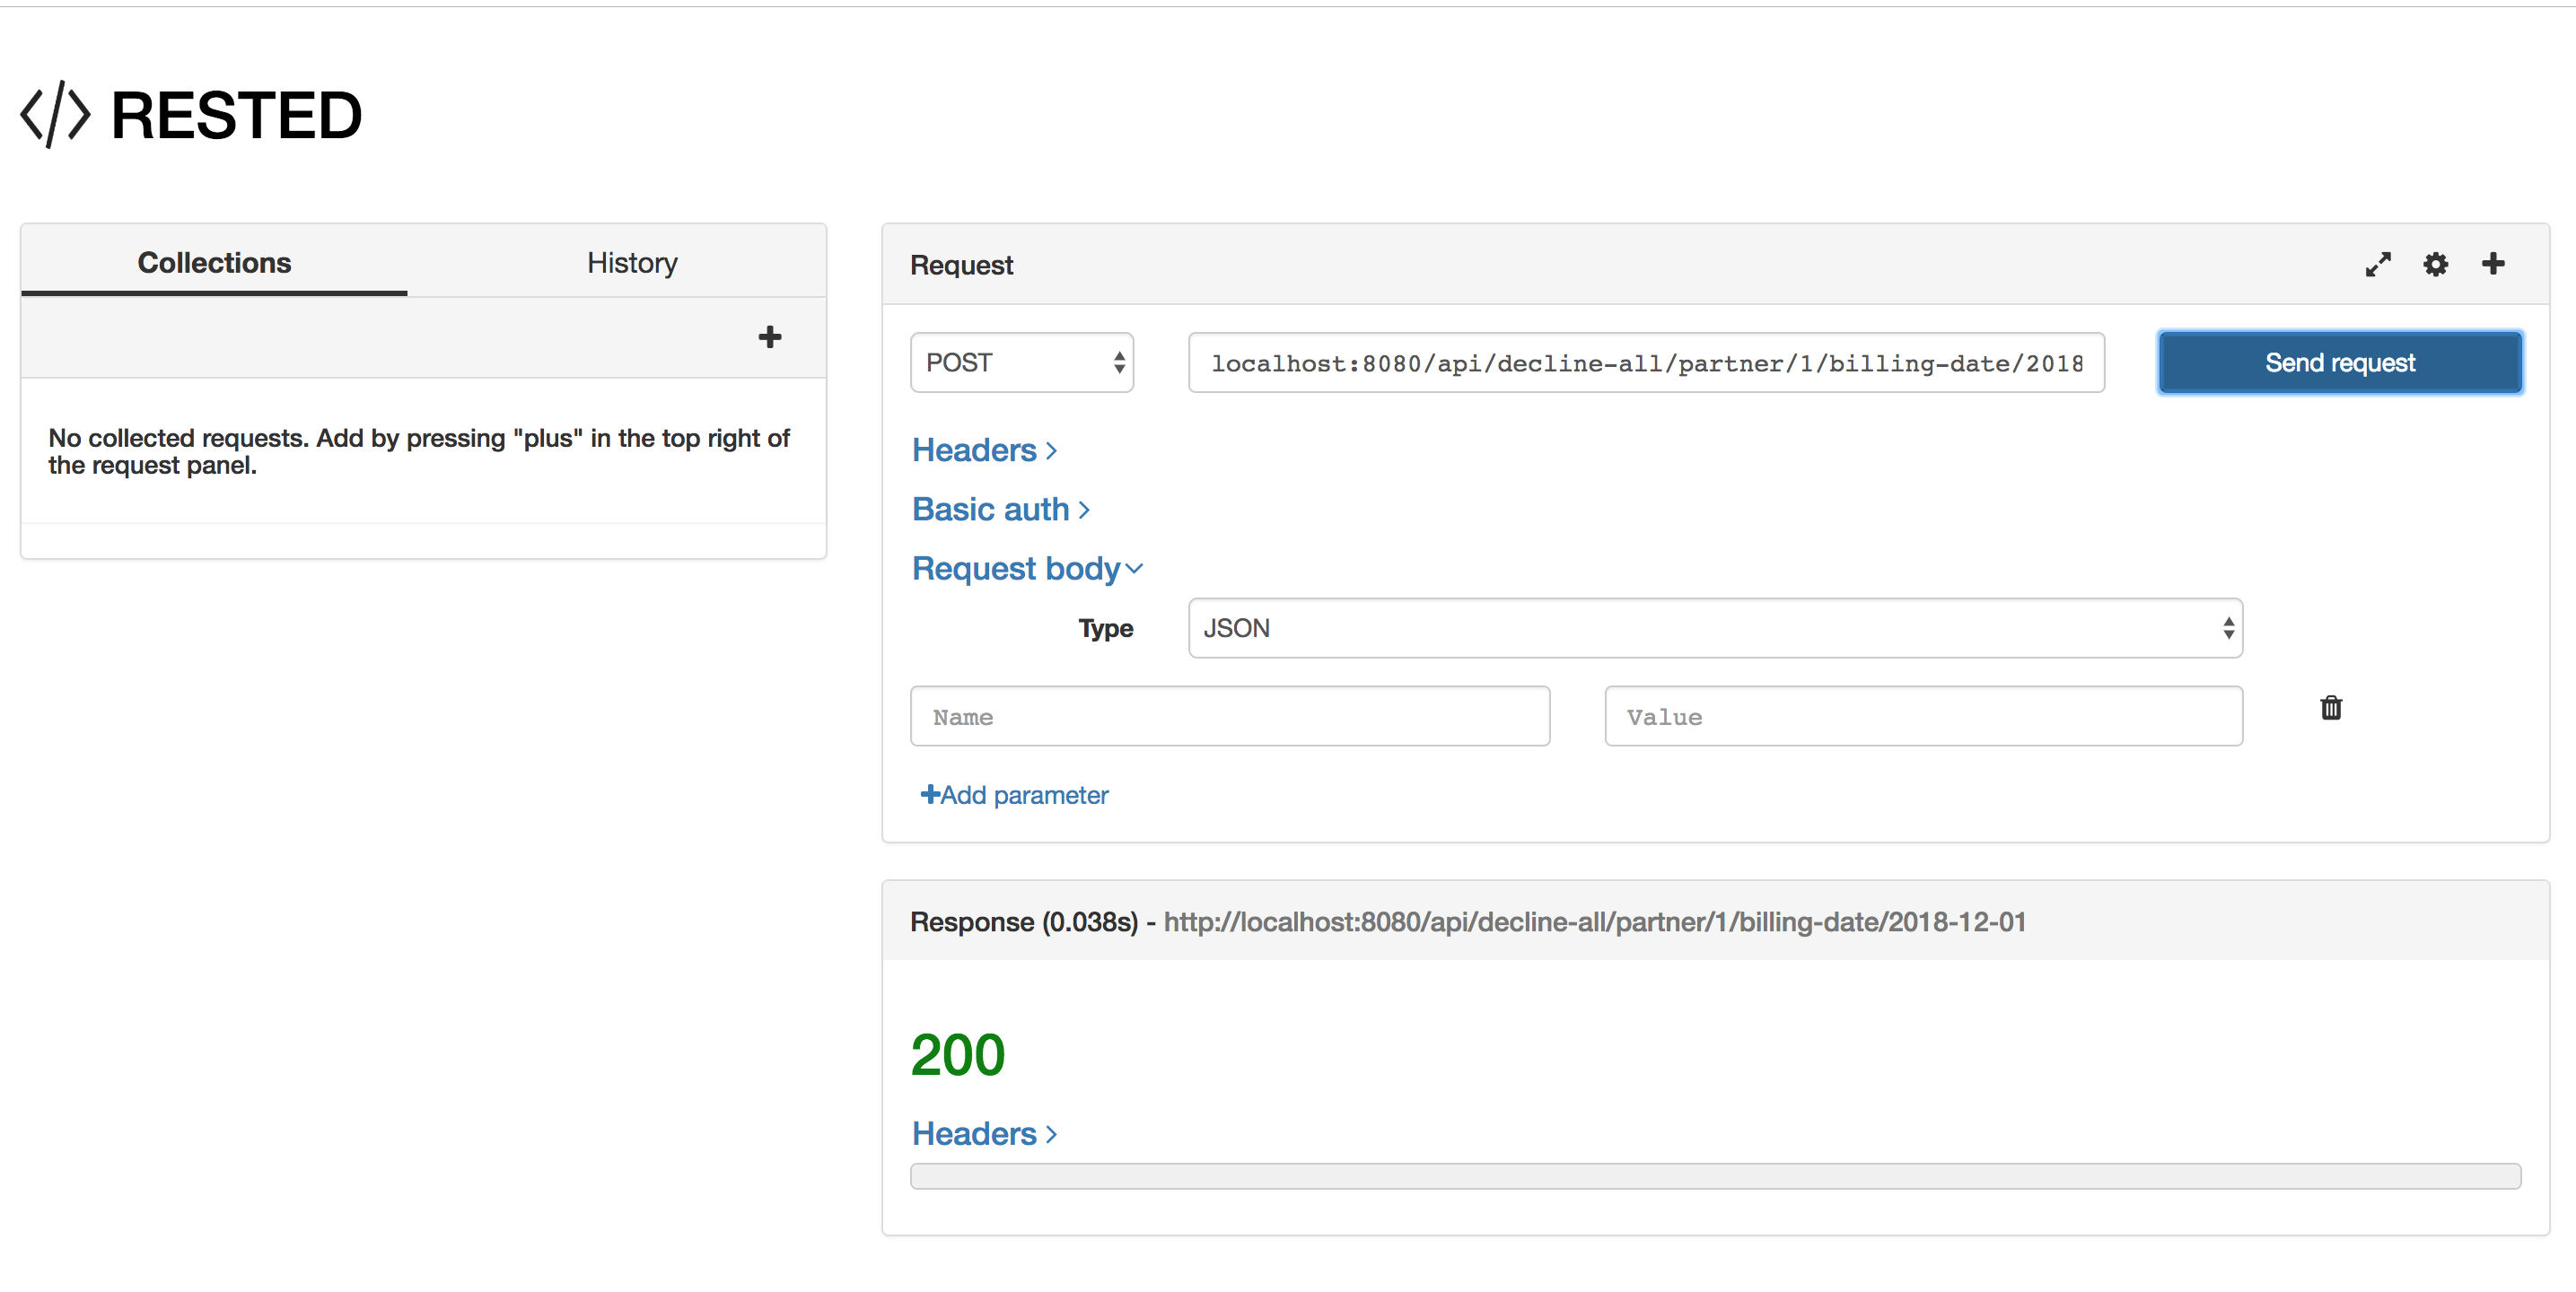 </> RESTED
Collections
History
No collected requests. Add by pressing "plus" in the top right of
the request panel.
Request
POST
localhost:8080/api/decline-all/partner/1/billing-date/2018
Send request
Headers
Basic auth
Request body
Type
JSON
Name
Value
Add parameter
Response (0.038s) - http://localhost:8080/api/decline-all/partner/1/billing-date/2018-12-01
200
Headers